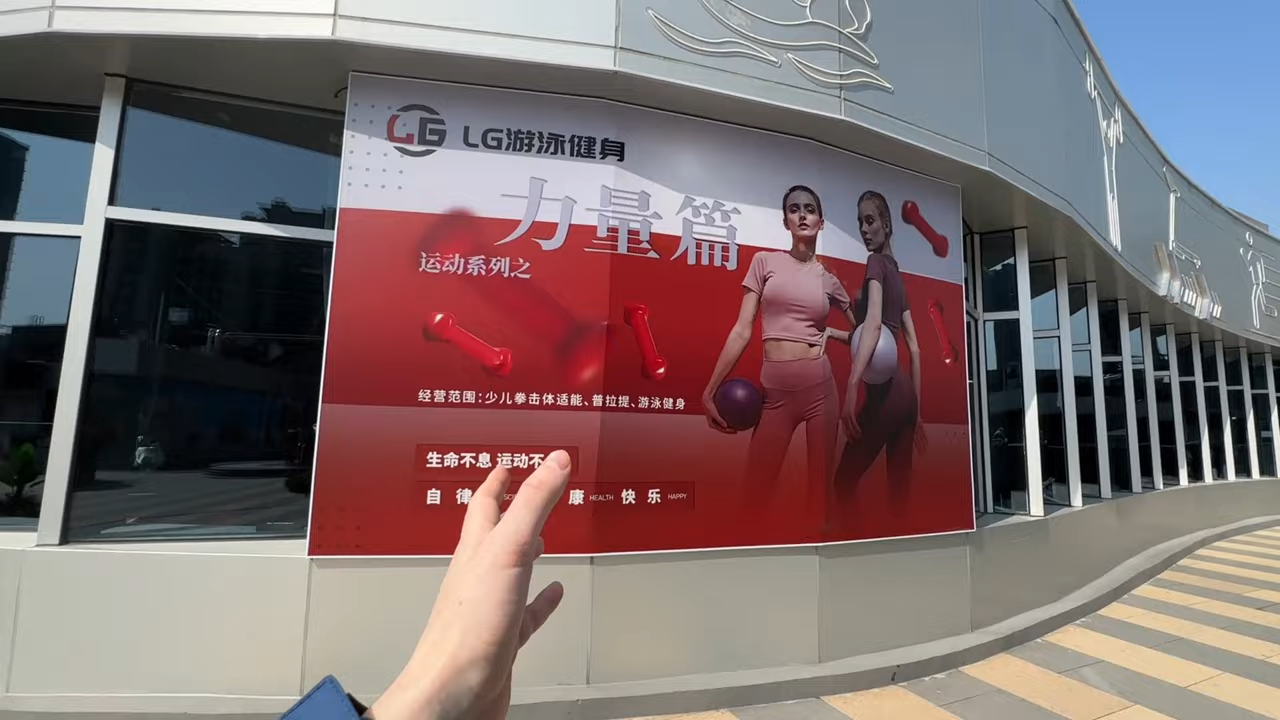 LG LG游泳健身
力量篇
运动系列之
经营范围:少儿拳击体适能、普拉提、游泳健身
生命不息 运动不
自 律 康 HEALTH 快 乐 HAPPY